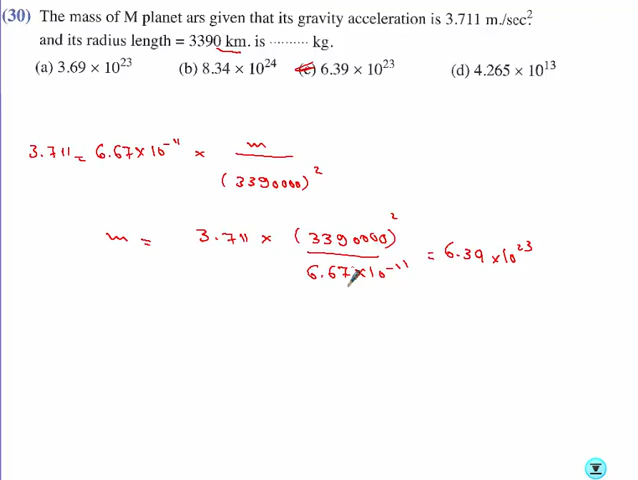 (30) The mass of M planet ars given that its gravity acceleration is 3.711 m./sec²
and its radius length = 3390 km. is ·········· kg.
(a) 3.69 × 10²³ (b) 8.34 × 10²⁴ (c) 6.39 × 10²³ (d) 4.265 × 10¹³
3.711 = 6.67 × 10⁻¹¹ × m / (3390000)²
m = 3.711 × (3390000)² / 6.67 × 10⁻¹¹ = 6.39 × 10²³